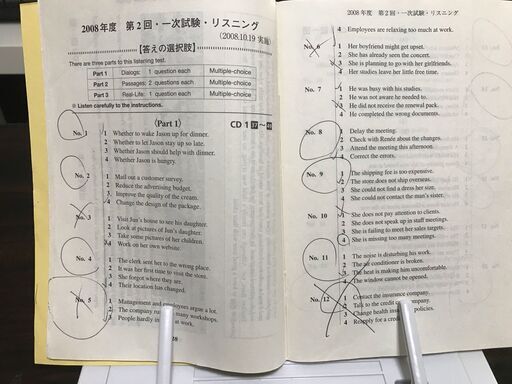 2008年度 第2回・一次試験・リスニング
(2008.10.19 実施)
【答えの選択肢】
There are three parts to this listening test.
Part 1 Dialogs: 1 question each Multiple-choice
Part 2 Passages: 2 questions each Multiple-choice
Part 3 Real-Life: 1 question each Multiple-choice
※ Listen carefully to the instructions.
〈Part 1〉 CD 1
No. 1 1 Whether to wake Jason up for dinner.
2 Whether to let Jason stay up so late.
3 Whether Jason should help with dinner.
4 Whether Jason is hungry.
No. 2 1 Mail out a customer survey.
2 Reduce the advertising budget.
3 Improve the quality of the cream.
4 Change the design of the package.
No. 3 1 Visit Jun's house to see his daughter.
2 Look at pictures of Jun's daughter.
3 Take some pictures of her children.
4 Work on her own website.
No. 4 1 The clerk sent her to the wrong place.
2 It was her first time to visit the store.
3 She forgot where they are.
4 Their location has changed.
No. 5 1 Management and employees argue a lot.
2 The company runs many workshops.
3 People hardly at work.
2008年度 第2回・一次試験・リスニング
4 Employees are relaxing too much at work.
No. 6 1 Her boyfriend might get upset.
2 She has already seen the concert.
3 She is planning to go with her girlfriends.
4 Her studies leave her little free time.
No. 7 1 He was busy with his studies.
2 He was not aware he needed to.
3 He did not receive the renewal pack.
4 He completed the wrong documents.
No. 8 1 Delay the meeting.
2 Check with Renée about the changes.
3 Attend the meeting this afternoon.
4 Correct the errors.
No. 9 1 The shipping fee is too expensive.
2 The store does not ship overseas.
3 She could not find a dress her size.
4 She could not contact the man's sister.
No. 10 1 She does not pay attention to clients.
2 She does not speak up in staff meetings.
3 She is failing to meet her sales targets.
4 She is missing too many meetings.
No. 11 1 The noise is disturbing his work.
2 The air conditioner is broken.
3 The heat is making him uncomfortable.
4 The window cannot be opened.
No. 12 1 Contact the insurance company.
2 Talk to the credit company.
3 Change health insurance policies.
4 Reapply for a credit